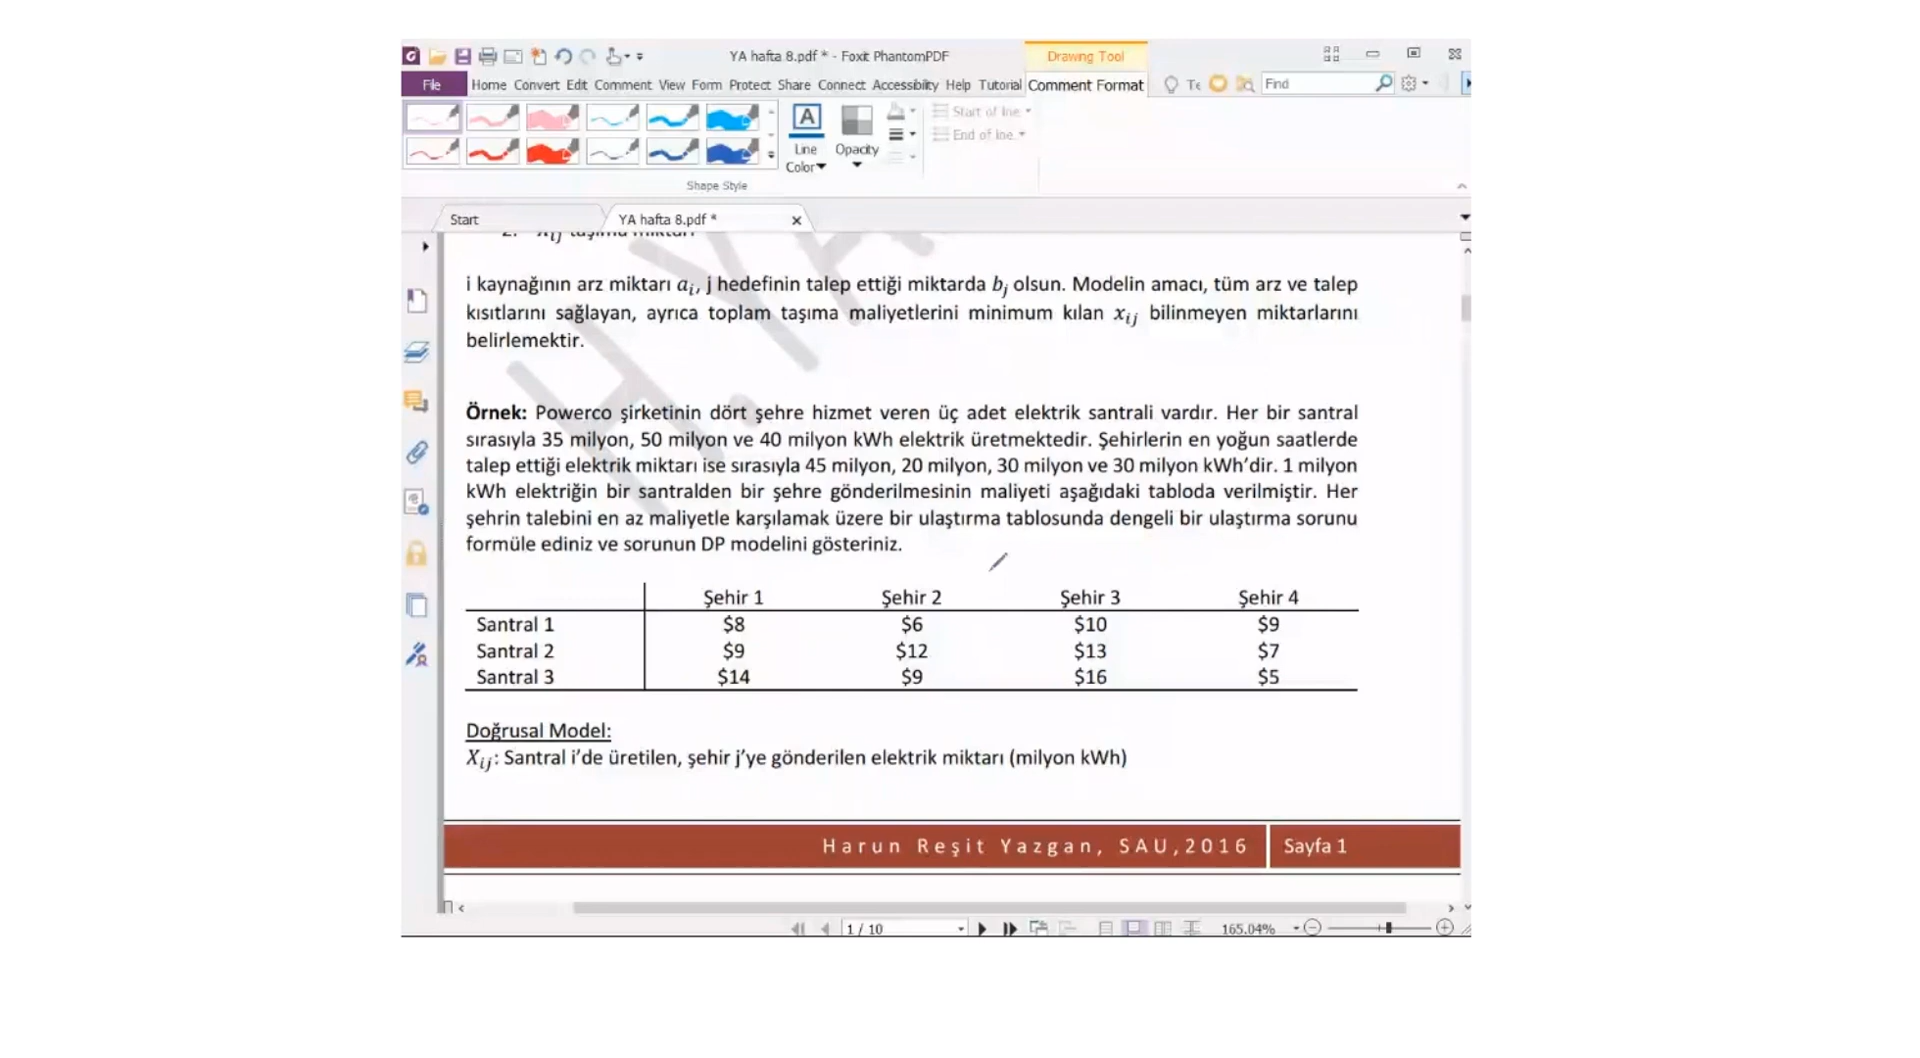 YA hafta 8.pdf * - Foxit PhantomPDF
Drawing Tool
File Home Convert Edit Comment View Form Protect Share Connect Accessibility Help Tutorial Comment Format Find
Start of line
End of line
Line
Color
Opacity
Shape Style
Start
YA hafta 8.pdf *
i kaynağının arz miktarı aᵢ, j hedefinin talep ettiği miktarda bⱼ olsun. Modelin amacı, tüm arz ve talep
kısıtlarını sağlayan, ayrıca toplam taşıma maliyetlerini minimum kılan xᵢⱼ bilinmeyen miktarlarını
belirlemektir.
H.YA
Örnek: Powerco şirketinin dört şehre hizmet veren üç adet elektrik santrali vardır. Her bir santral
sırasıyla 35 milyon, 50 milyon ve 40 milyon kWh elektrik üretmektedir. Şehirlerin en yoğun saatlerde
talep ettiği elektrik miktarı ise sırasıyla 45 milyon, 20 milyon, 30 milyon ve 30 milyon kWh’dir. 1 milyon
kWh elektriğin bir santralden bir şehre gönderilmesinin maliyeti aşağıdaki tabloda verilmiştir. Her
şehrin talebini en az maliyetle karşılamak üzere bir ulaştırma tablosunda dengeli bir ulaştırma sorunu
formüle ediniz ve sorunun DP modelini gösteriniz.
Şehir 1 Şehir 2 Şehir 3 Şehir 4
Santral 1 $8 $6 $10 $9
Santral 2 $9 $12 $13 $7
Santral 3 $14 $9 $16 $5
Doğrusal Model:
Xᵢⱼ: Santral i’de üretilen, şehir j’ye gönderilen elektrik miktarı (milyon kWh)
Harun Reşit Yazgan, SAU,2016 Sayfa 1
1 / 10
165.04%